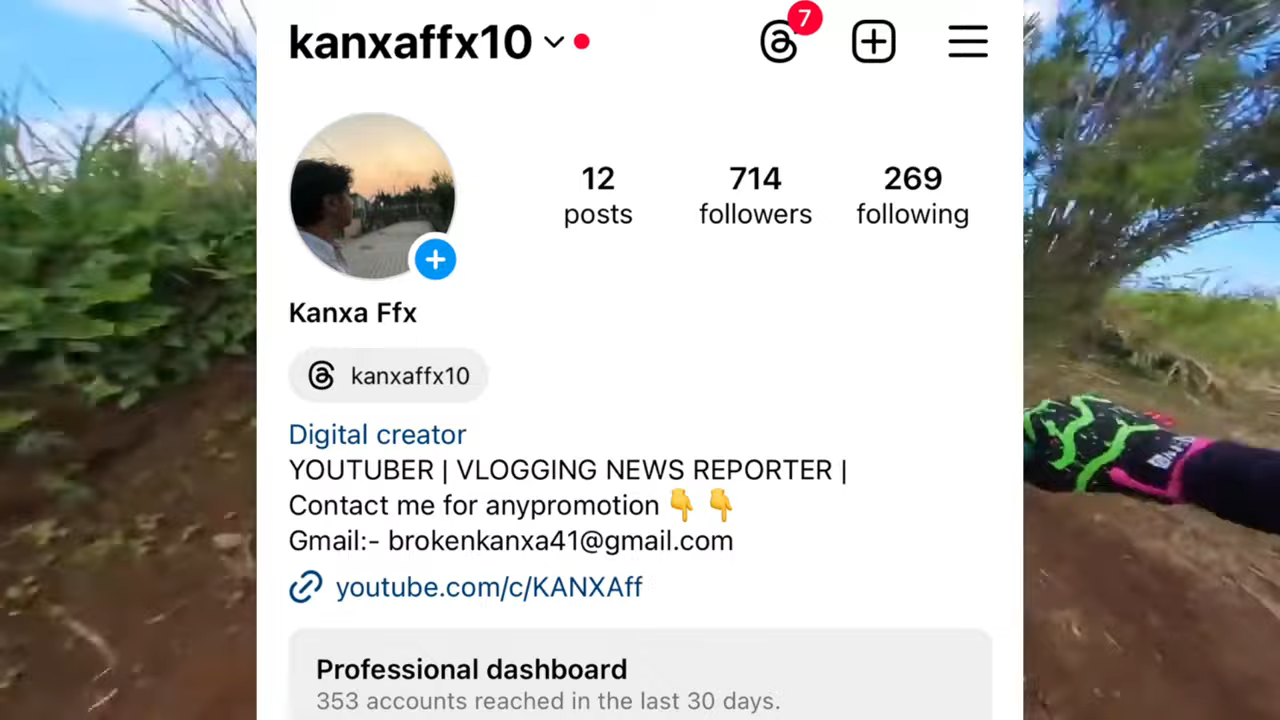 kanxaffx10
7
12
posts
714
followers
269
following
Kanxa Ffx
kanxaffx10
Digital creator
YOUTUBER | VLOGGING NEWS REPORTER |
Contact me for anypromotion 👇 👇
Gmail:- brokenkanxa41@gmail.com
youtube.com/c/KANXAff
Professional dashboard
353 accounts reached in the last 30 days.